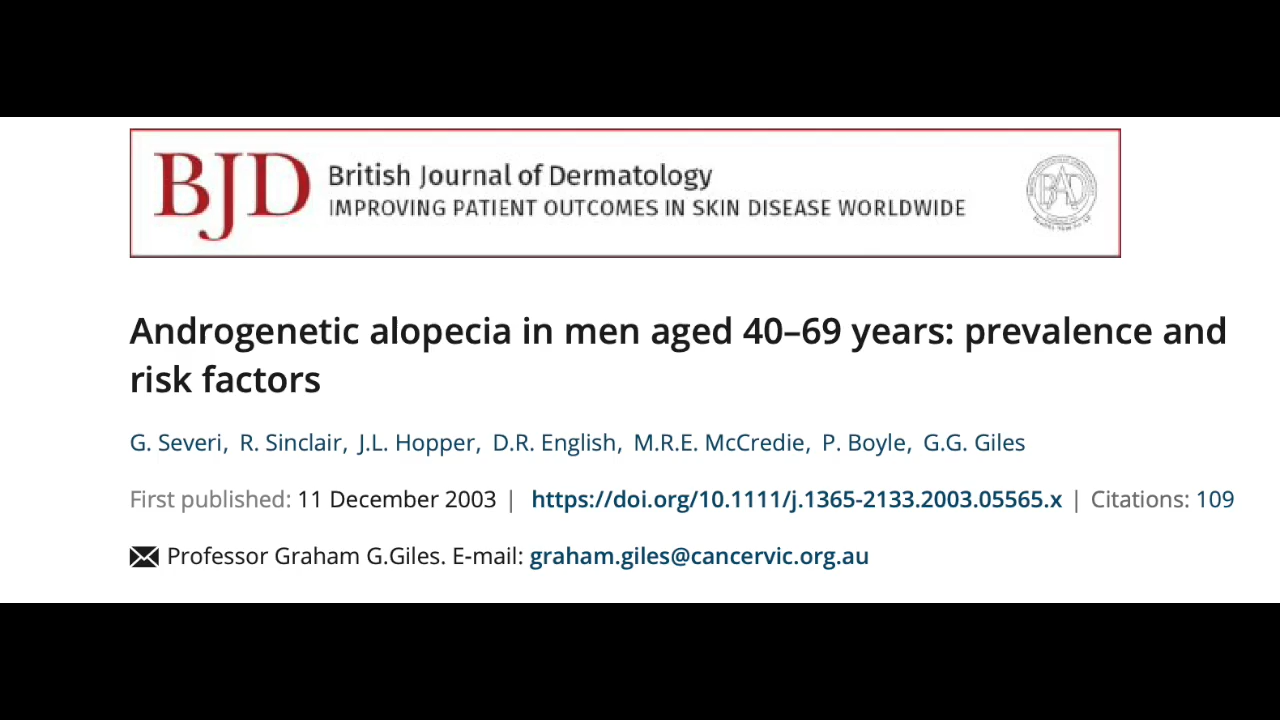 BJD
British Journal of Dermatology
IMPROVING PATIENT OUTCOMES IN SKIN DISEASE WORLDWIDE
BAD
Androgenetic alopecia in men aged 40–69 years: prevalence and
risk factors
G. Severi, R. Sinclair, J.L. Hopper, D.R. English, M.R.E. McCredie, P. Boyle, G.G. Giles
First published: 11 December 2003 | https://doi.org/10.1111/j.1365-2133.2003.05565.x | Citations: 109
Professor Graham G.Giles. E-mail: graham.giles@cancervic.org.au